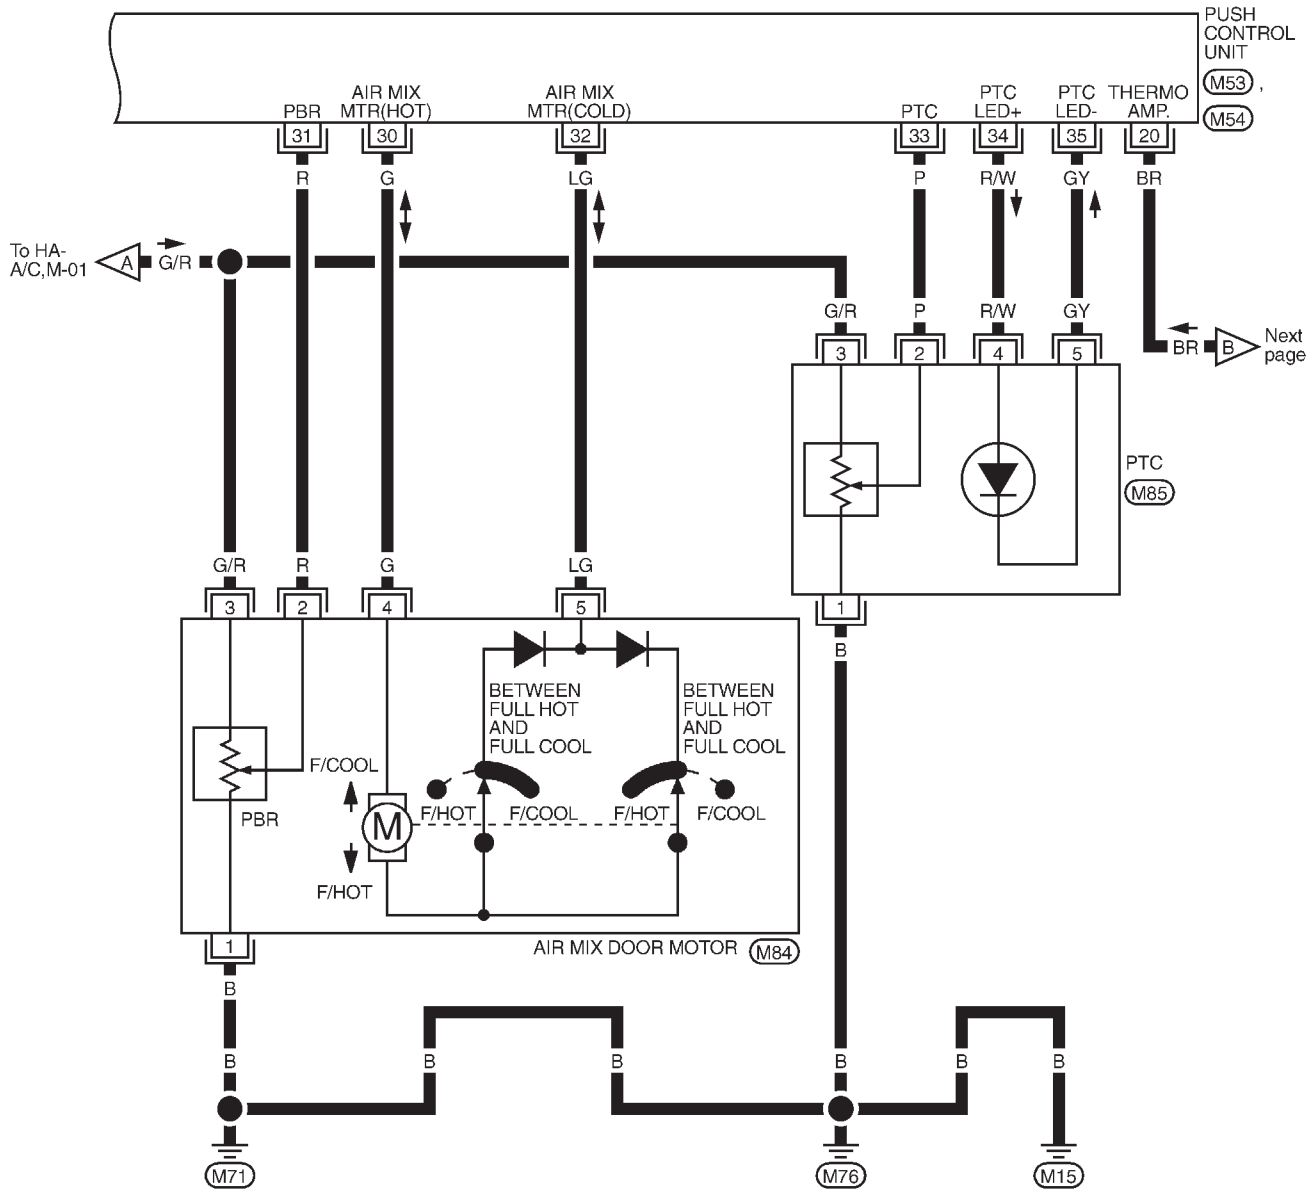 PUSH
CONTROL
UNIT
M53 ,
M54
PBR
AIR MIX
MTR(HOT)
AIR MIX
MTR(COLD)
PTC
PTC
LED+
PTC
LED-
THERMO
AMP.
31 30 32 33 34 35 20
R G LG P R/W GY BR
To HA-
A/C,M-01
A G/R
G/R P R/W GY
BR B
Next
page
3 2 4 5
PTC
M85
G/R R G LG
3 2 4 5
1
B
BETWEEN
FULL HOT
AND
FULL COOL
BETWEEN
FULL HOT
AND
FULL COOL
F/COOL
PBR
M
F/HOT F/COOL
F/HOT F/COOL
F/HOT
1
AIR MIX DOOR MOTOR M84
B
B B B B B B
M71 M76 M15